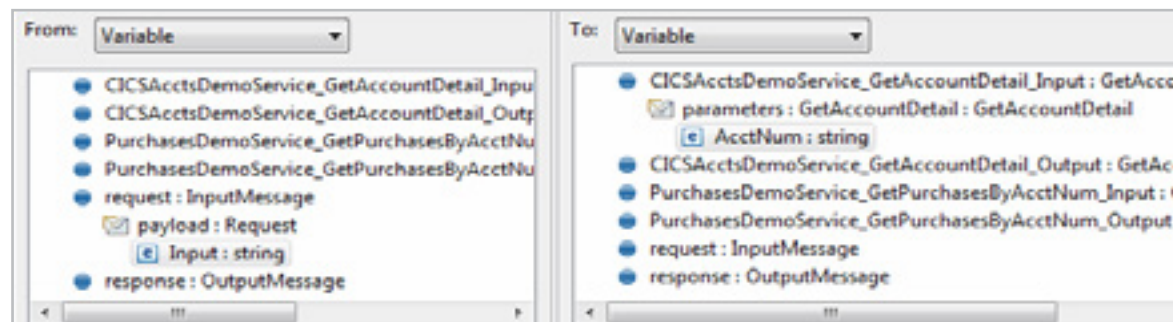 From: Variable
CICSAcctsDemoService_GetAccountDetail_Inpu
CICSAcctsDemoService_GetAccountDetail_Outp
PurchasesDemoService_GetPurchasesByAcctNu
PurchasesDemoService_GetPurchasesByAcctNu
request : InputMessage
payload : Request
e Input : string
response : OutputMessage
To: Variable
CICSAcctsDemoService_GetAccountDetail_Input : GetAcco
parameters : GetAccountDetail : GetAccountDetail
e AcctNum : string
CICSAcctsDemoService_GetAccountDetail_Output : GetAc
PurchasesDemoService_GetPurchasesByAcctNum_Input :
PurchasesDemoService_GetPurchasesByAcctNum_Output
request : InputMessage
response : OutputMessage